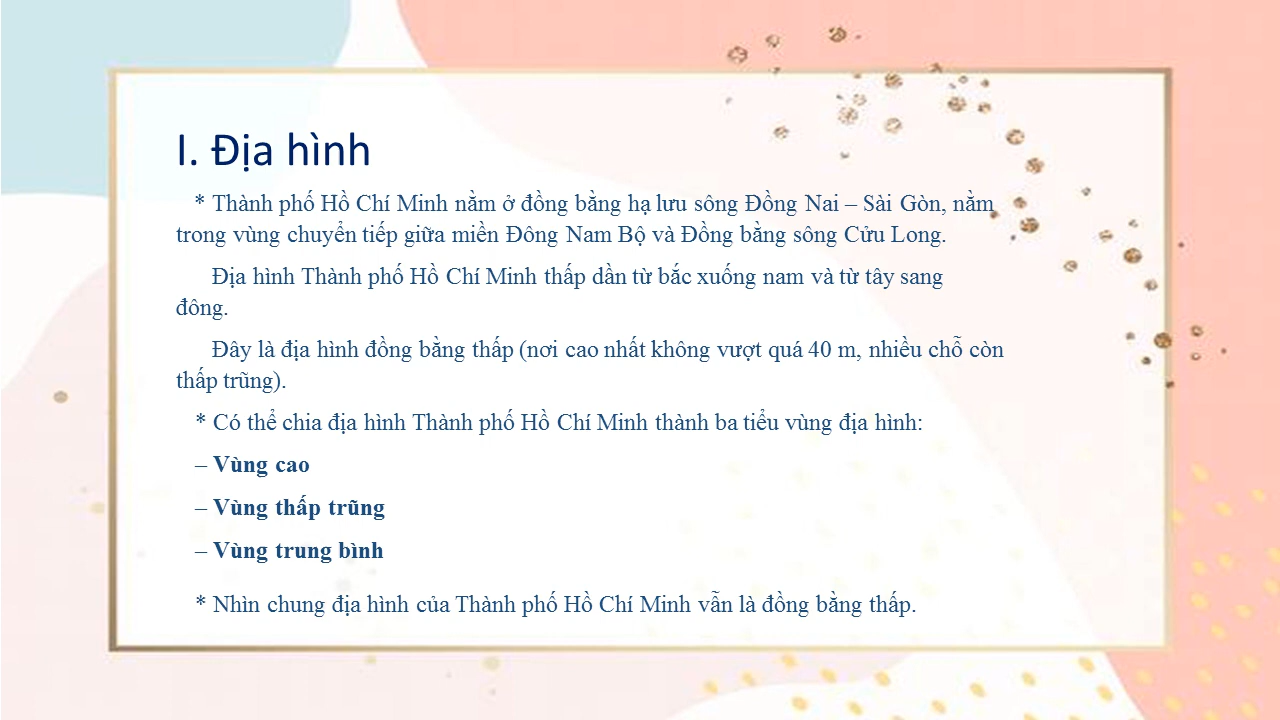 I. Địa hình
* Thành phố Hồ Chí Minh nằm ở đồng bằng hạ lưu sông Đồng Nai – Sài Gòn, nằm
trong vùng chuyển tiếp giữa miền Đông Nam Bộ và Đồng bằng sông Cửu Long.
Địa hình Thành phố Hồ Chí Minh thấp dần từ bắc xuống nam và từ tây sang
đông.
Đây là địa hình đồng bằng thấp (nơi cao nhất không vượt quá 40 m, nhiều chỗ còn
thấp trũng).
* Có thể chia địa hình Thành phố Hồ Chí Minh thành ba tiểu vùng địa hình:
– Vùng cao
– Vùng thấp trũng
– Vùng trung bình
* Nhìn chung địa hình của Thành phố Hồ Chí Minh vẫn là đồng bằng thấp.